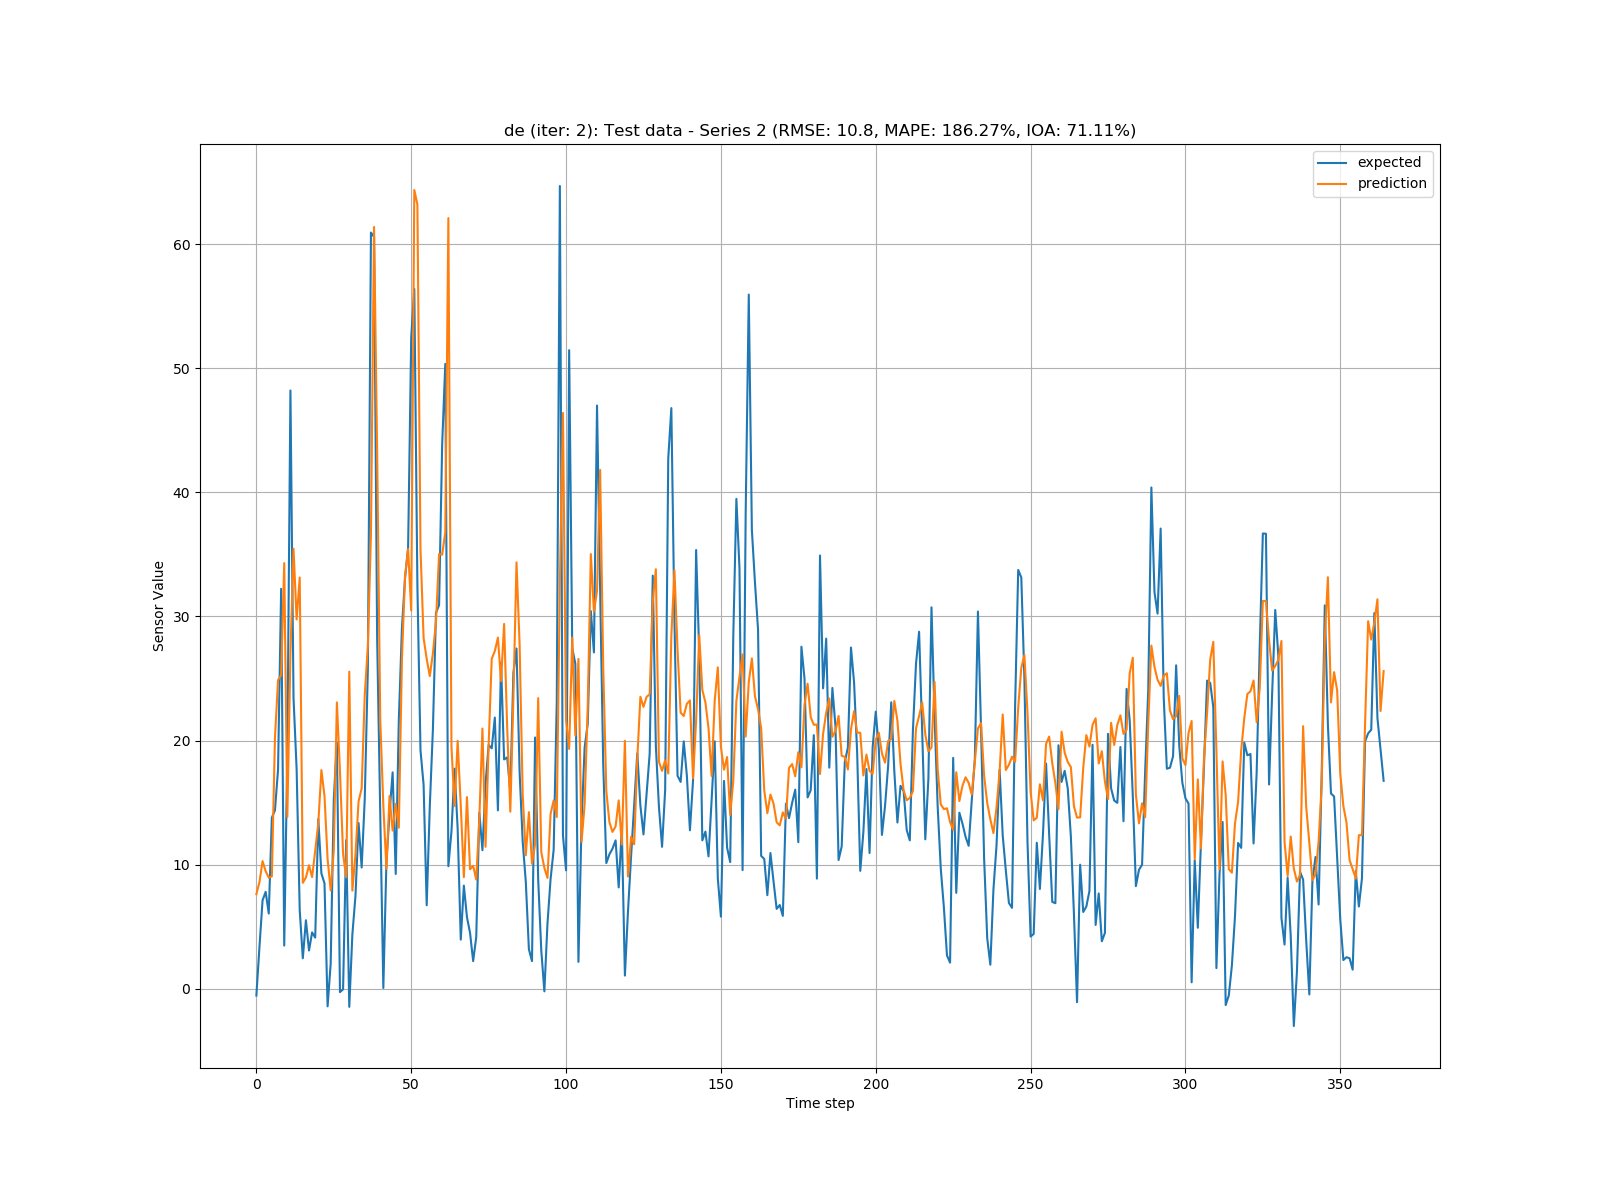 de (iter: 2): Test data - Series 2 (RMSE: 10.8, MAPE: 186.27%, IOA: 71.11%)
expected
prediction
60
50
40
30
20
10
0
Sensor Value
0 50 100 150 200 250 300 350
Time step